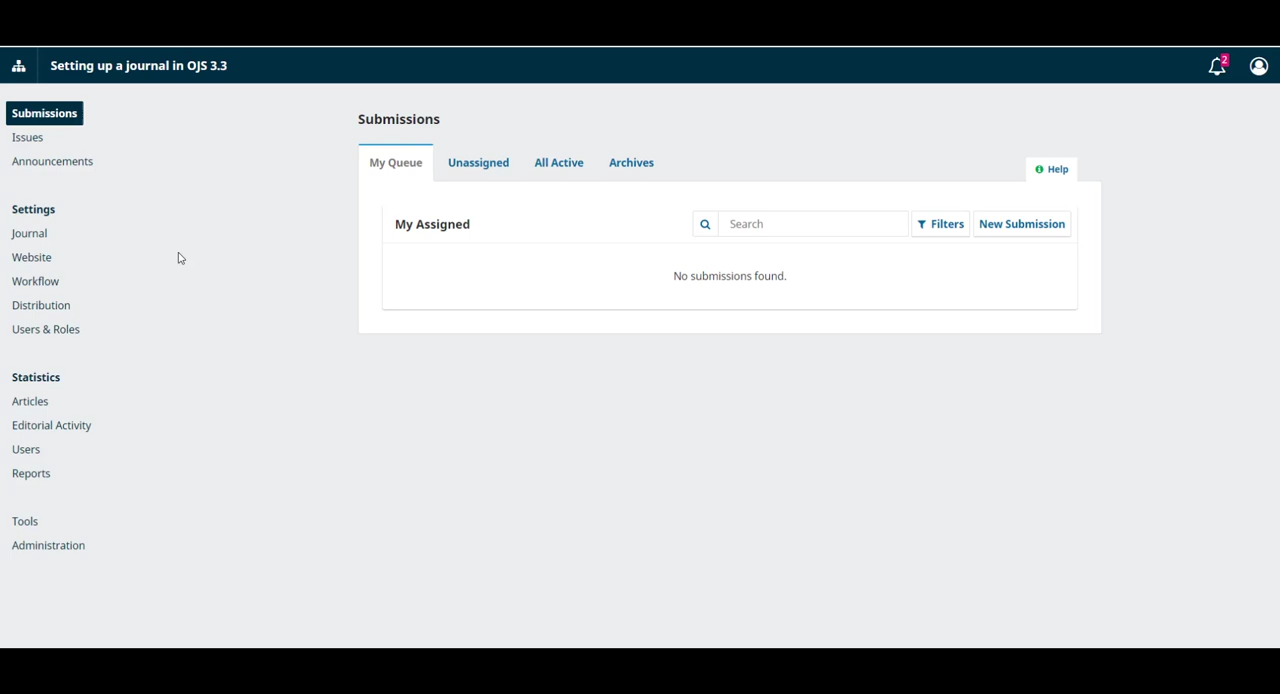 Setting up a journal in OJS 3.3
2
Submissions
Issues
Announcements
Settings
Journal
Website
Workflow
Distribution
Users & Roles
Statistics
Articles
Editorial Activity
Users
Reports
Tools
Administration
Submissions
My Queue Unassigned All Active Archives
Help
My Assigned Search Filters New Submission
No submissions found.